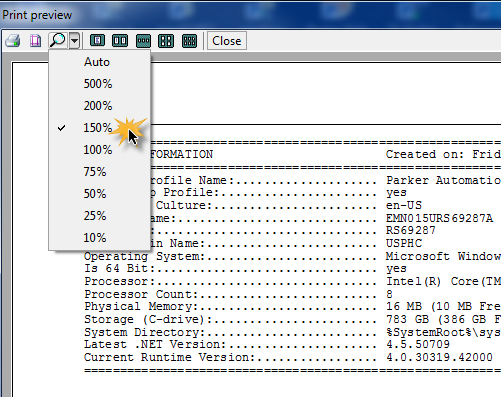 Print preview
Close
Auto
500%
200%
150%
100%
75%
50%
25%
10%
FORMATION Created on: Frid
rofile Name:.................... Parker Automatio
Profile:.................. yes
Culture:................... en-US
ame:......................... EMN015URS69287A
RS69287
in Name:..................... USPHC
Operating System:..................... Microsoft Window
Is 64 Bit:............................ yes
Processor:............................ Intel(R) Core(TM
Processor Count:...................... 8
Physical Memory:...................... 16 MB (10 MB Fre
Storage (C-drive):.................... 783 GB (386 GB F
System Directory:..................... %SystemRoot%\sys
Latest .NET Version:.................. 4.5.50709
Current Runtime Version:.............. 4.0.30319.42000